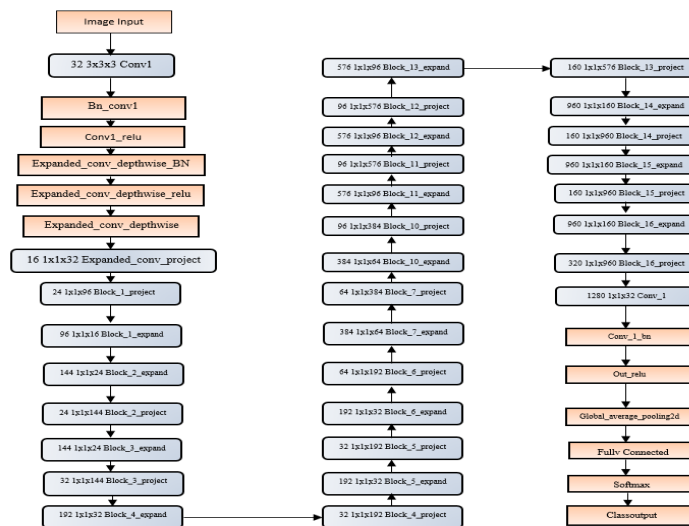 Image Input
32 3x3x3 Conv1
Bn_conv1
Conv1_relu
Expanded_conv_depthwise_BN
Expanded_conv_depthwise_relu
Expanded_conv_depthwise
16 1x1x32 Expanded_conv_project
24 1x1x96 Block_1_project
96 1x1x16 Block_1_expand
144 1x1x24 Block_2_expand
24 1x1x144 Block_2_project
144 1x1x24 Block_3_expand
32 1x1x144 Block_3_project
192 1x1x32 Block_4_expand
576 1x1x96 Block_13_expand
96 1x1x576 Block_12_project
576 1x1x96 Block_12_expand
96 1x1x576 Block_11_project
576 1x1x96 Block_11_expand
96 1x1x384 Block_10_project
384 1x1x64 Block_10_expand
64 1x1x384 Block_7_project
384 1x1x64 Block_7_expand
64 1x1x192 Block_6_project
192 1x1x32 Block_6_expand
32 1x1x192 Block_5_project
192 1x1x32 Block_5_expand
32 1x1x192 Block_4_project
160 1x1x576 Block_13_project
960 1x1x160 Block_14_expand
160 1x1x960 Block_14_project
960 1x1x160 Block_15_expand
160 1x1x960 Block_15_project
960 1x1x160 Block_16_expand
320 1x1x960 Block_16_project
1280 1x1x32 Conv_1
Conv_1_bn
Out_relu
Global_average_pooling2d
Fully Connected
Softmax
Classoutput